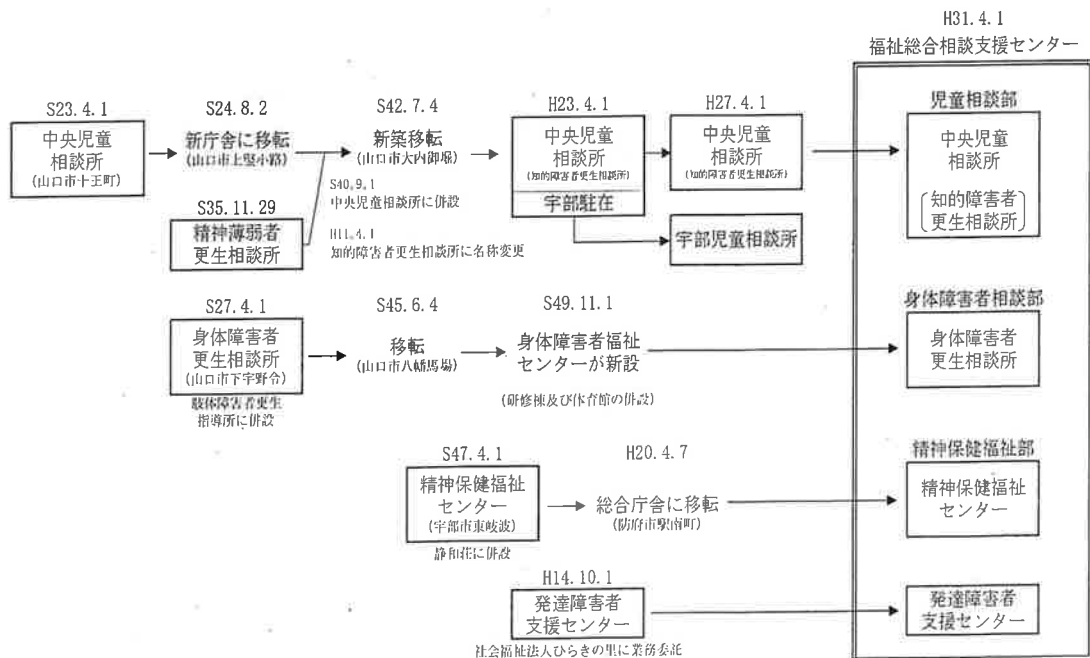 H31.4.1
福祉総合相談支援センター
S23.4.1
中央児童
相談所
(山口市十王町)
S24.8.2
新庁舎に移転
(山口市上竪小路)
S42.7.4
新築移転
(山口市大内御堀)
S40.9.1
中央児童相談所に併設
H11.4.1
知的障害者更生相談所に名称変更
S35.11.29
精神薄弱者
更生相談所
H23.4.1
中央児童
相談所
(知的障害者更生相談所)
宇部駐在
H27.4.1
中央児童
相談所
(知的障害者更生相談所)
宇部児童相談所
児童相談部
中央児童
相談所
(知的障害者
更生相談所)
S27.4.1
身体障害者
更生相談所
(山口市下宇野令)
肢体障害者更生
指導所に併設
S45.6.4
移転
(山口市八幡馬場)
S49.11.1
身体障害者福祉
センターが新設
(研修棟及び体育館の併設)
身体障害者相談部
身体障害者
更生相談所
S47.4.1
精神保健福祉
センター
(宇部市東岐波)
静和荘に併設
H20.4.7
総合庁舎に移転
(防府市駅南町)
精神保健福祉部
精神保健福祉
センター
H14.10.1
発達障害者
支援センター
社会福祉法人ひらきの里に業務委託
発達障害者
支援センター